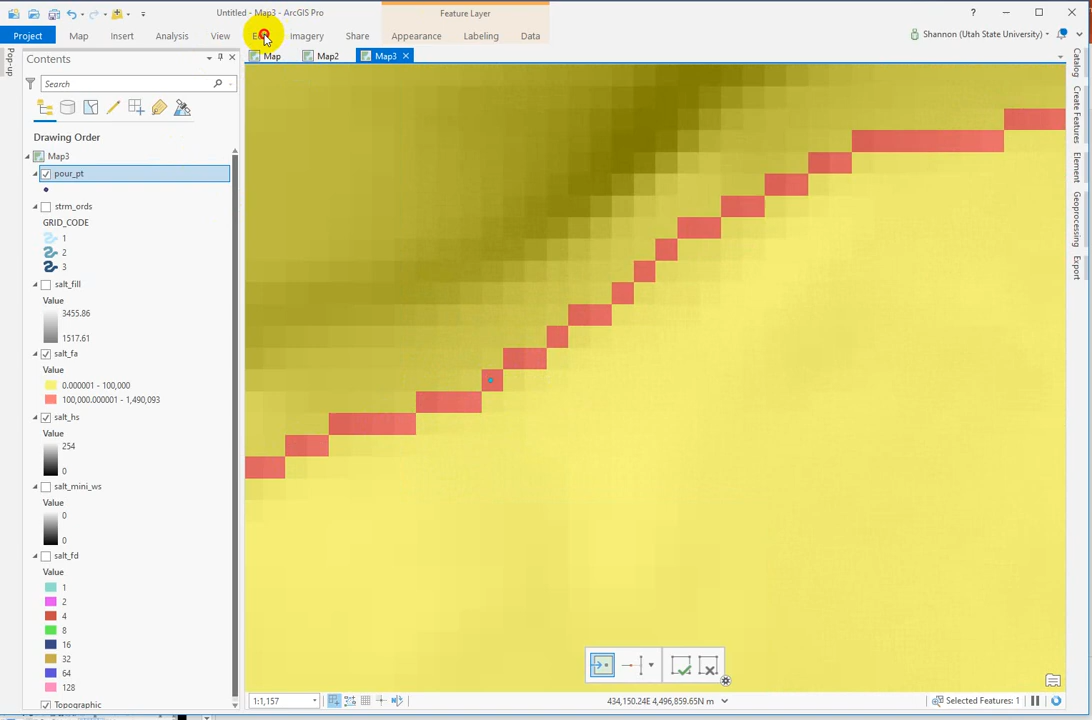 Untitled - Map3 - ArcGIS Pro
Feature Layer
?
Project
Map
Insert
Analysis
View
Imagery
Share
Appearance
Labeling
Data
Shannon (Utah State University)
Pop-up
Contents
Map
Map2
Map3
Search
Drawing Order
Map3
pour_pt
strm_ords
GRID_CODE
1
2
3
salt_fill
Value
3455.86
1517.61
salt_fa
Value
0.000001 - 100,000
100,000.000001 - 1,490,093
salt_hs
Value
254
0
salt_mini_ws
Value
0
0
salt_fd
Value
1
2
4
8
16
32
64
128
Topographic
1:1,157
434,150.24E 4,496,859.65N m
Selected Features: 1
Catalog
Create Features
Element
Geoprocessing
Export